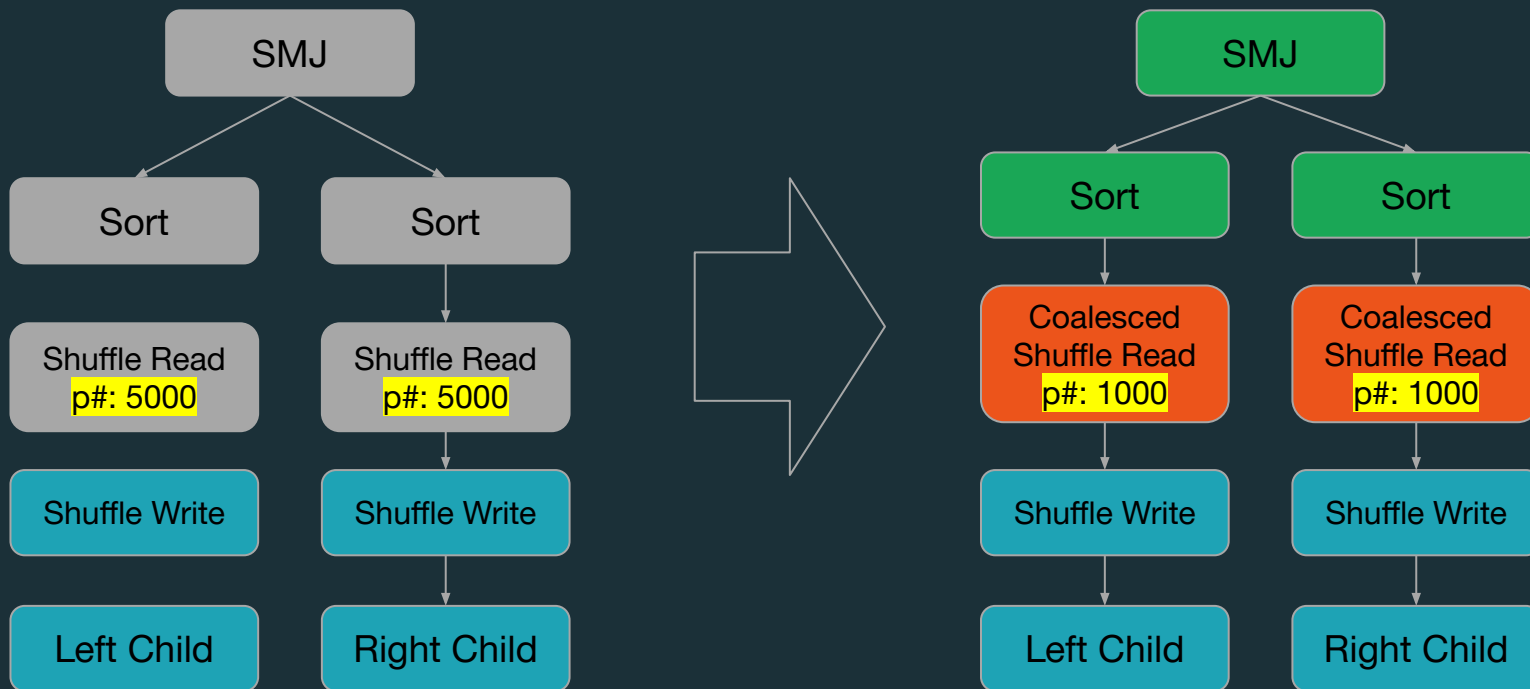 SMJ
Sort
Sort
Shuffle Read
p#: 5000
Shuffle Read
p#: 5000
Shuffle Write
Shuffle Write
Left Child
Right Child
SMJ
Sort
Sort
Coalesced
Shuffle Read
p#: 1000
Coalesced
Shuffle Read
p#: 1000
Shuffle Write
Shuffle Write
Left Child
Right Child